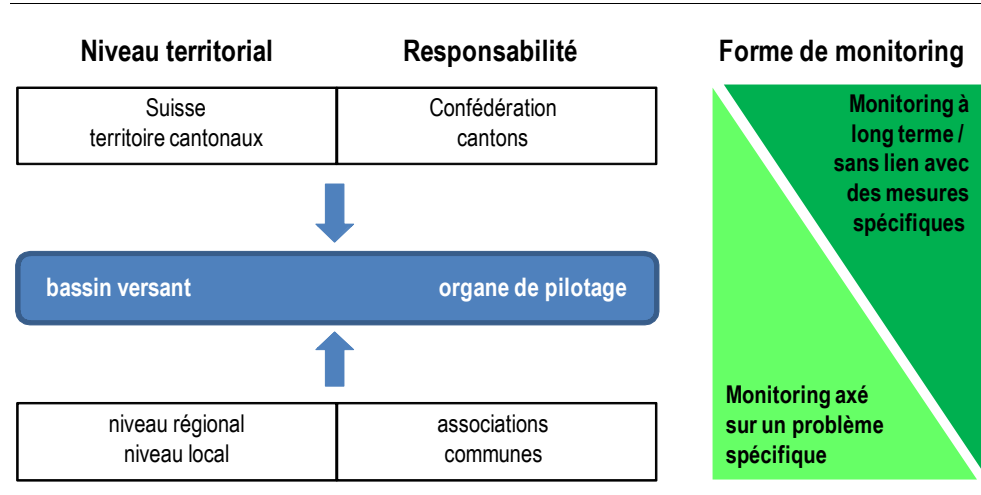 Niveau territorial
Responsabilité
Forme de monitoring
Suisse
territoire cantonaux
Confédération
cantons
Monitoring à
long terme /
sans lien avec
des mesures
spécifiques
bassin versant
organe de pilotage
niveau régional
niveau local
associations
communes
Monitoring axé
sur un problème
spécifique